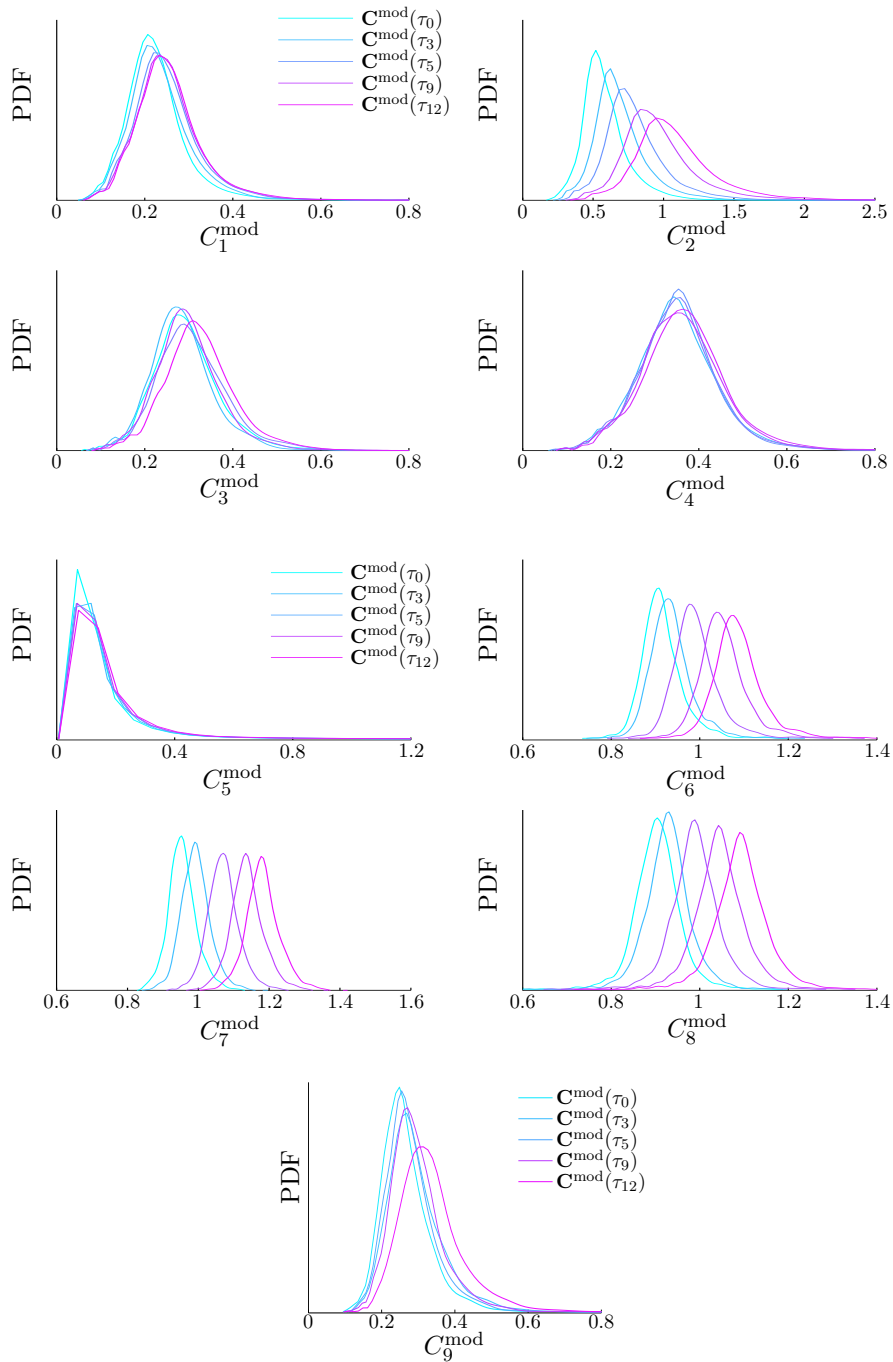 PDF
C^mod(τ0)
C^mod(τ3)
C^mod(τ5)
C^mod(τ9)
C^mod(τ12)
0 0.2 0.4 0.6 0.8
C1^mod
PDF
0 0.5 1 1.5 2 2.5
C2^mod
PDF
0 0.2 0.4 0.6 0.8
C3^mod
PDF
0 0.2 0.4 0.6 0.8
C4^mod
PDF
C^mod(τ0)
C^mod(τ3)
C^mod(τ5)
C^mod(τ9)
C^mod(τ12)
0 0.4 0.8 1.2
C5^mod
PDF
0.6 0.8 1 1.2 1.4
C6^mod
PDF
0.6 0.8 1 1.2 1.4 1.6
C7^mod
PDF
0.6 0.8 1 1.2 1.4
C8^mod
PDF
C^mod(τ0)
C^mod(τ3)
C^mod(τ5)
C^mod(τ9)
C^mod(τ12)
0 0.2 0.4 0.6 0.8
C9^mod